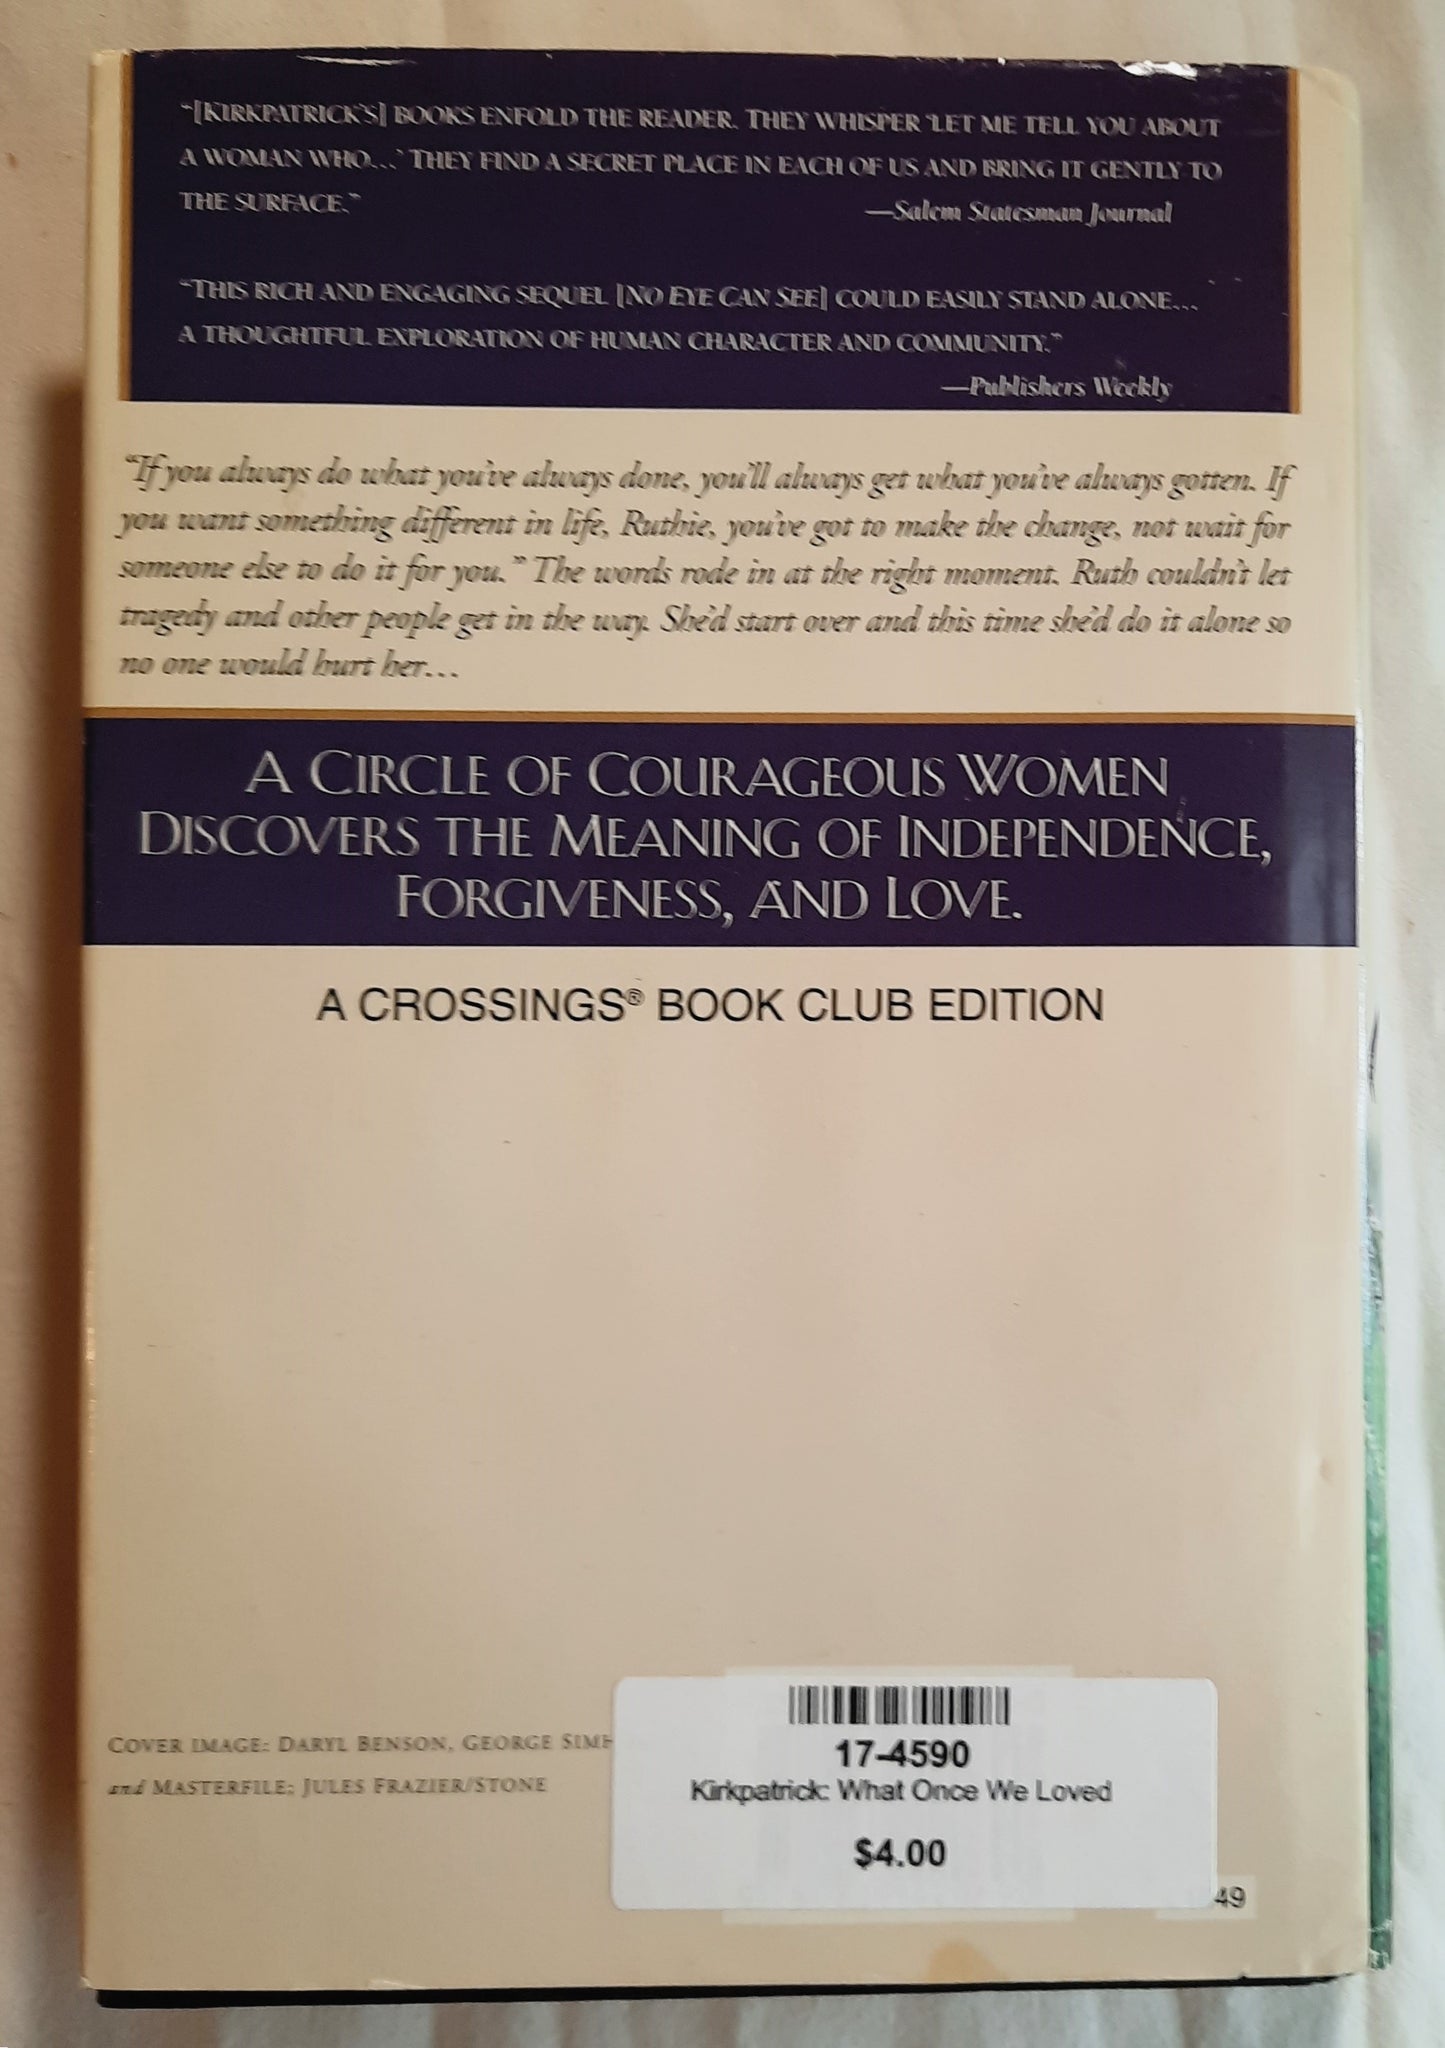 “[KIRKPATRICK'S] BOOKS ENFOLD THE READER. THEY WHISPER ‘LET ME TELL YOU ABOUT
A WOMAN WHO…’ THEY FIND A SECRET PLACE IN EACH OF US AND BRING IT GENTLY TO
THE SURFACE.” —Salem Statesman Journal
“THIS RICH AND ENGAGING SEQUEL [NO EYE CAN SEE] COULD EASILY STAND ALONE…
A THOUGHTFUL EXPLORATION OF HUMAN CHARACTER AND COMMUNITY.”
—Publishers Weekly
“If you always do what you've always done, you'll always get what you've always gotten. If
you want something different in life, Ruthie, you've got to make the change, not wait for
someone else to do it for you.” The words rode in at the right moment. Ruth couldn't let
tragedy and other people get in the way. She'd start over and this time she'd do it alone so
no one would hurt her…
A CIRCLE OF COURAGEOUS WOMEN
DISCOVERS THE MEANING OF INDEPENDENCE,
FORGIVENESS, AND LOVE.
A CROSSINGS® BOOK CLUB EDITION
COVER IMAGE: DARYL BENSON, GEORGE
and MASTERFILE; JULES FRAZIER/STONE
17-4590
Kirkpatrick: What Once We Loved
$4.00
49